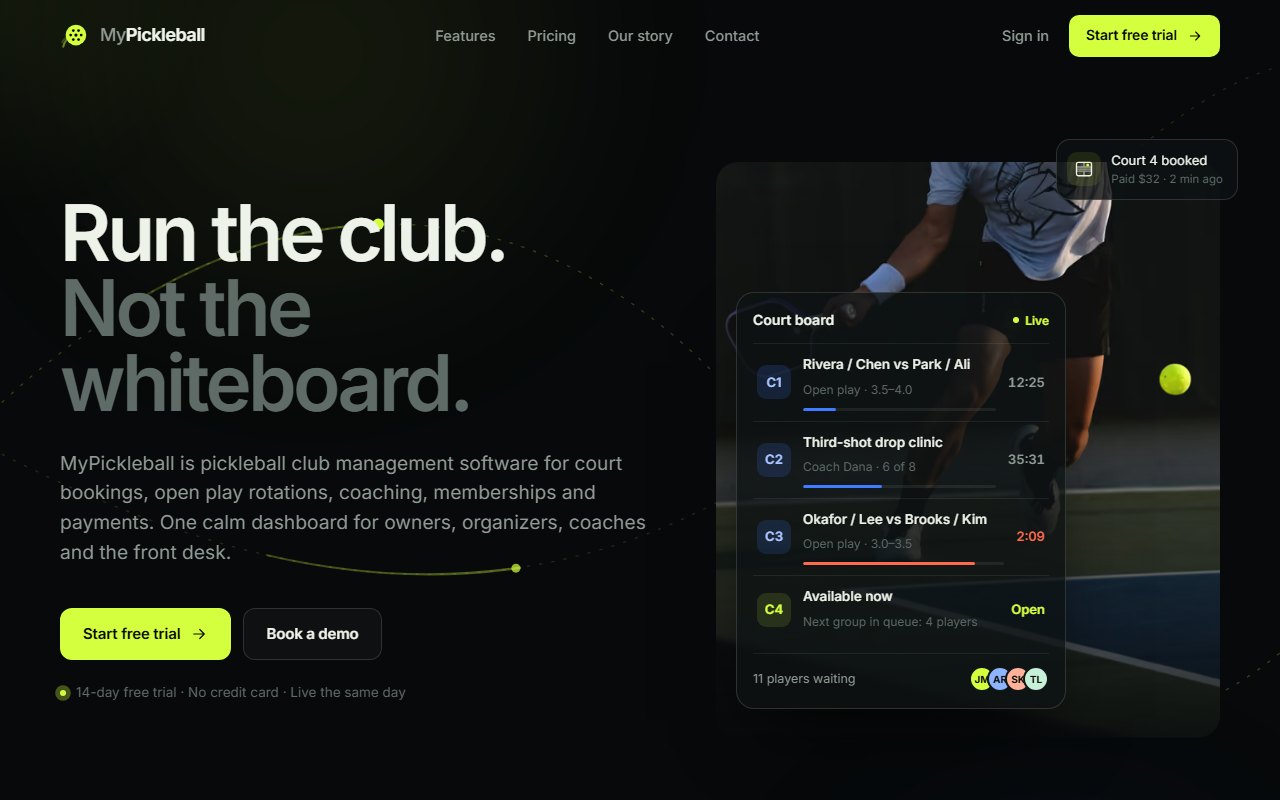 MyPickleball
Features
Pricing
Our story
Contact
Sign in
Start free trial
Run the club.
Not the
whiteboard.
MyPickleball is pickleball club management software for court
bookings, open play rotations, coaching, memberships and
payments. One calm dashboard for owners, organizers, coaches
and the front desk.
Start free trial
Book a demo
14-day free trial · No credit card · Live the same day
Court 4 booked
Paid $32 · 2 min ago
Court board
Live
C1
Rivera / Chen vs Park / Ali
Open play · 3.5–4.0
12:25
C2
Third-shot drop clinic
Coach Dana · 6 of 8
35:31
C3
Okafor / Lee vs Brooks / Kim
Open play · 3.0–3.5
2:09
C4
Available now
Next group in queue: 4 players
Open
11 players waiting
JM
AR
SK
TL